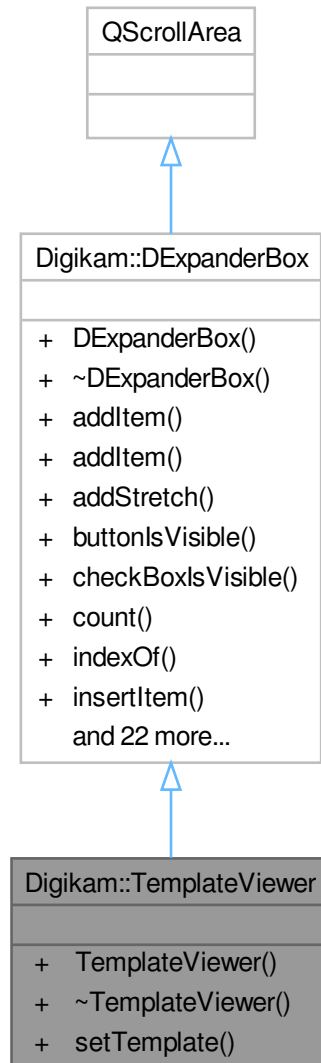 QScrollArea
Digikam::DExpanderBox
+ DExpanderBox()
+ ~DExpanderBox()
+ addItem()
+ addItem()
+ addStretch()
+ buttonIsVisible()
+ checkBoxIsVisible()
+ count()
+ indexOf()
+ insertItem()
and 22 more...
Digikam::TemplateViewer
+ TemplateViewer()
+ ~TemplateViewer()
+ setTemplate()